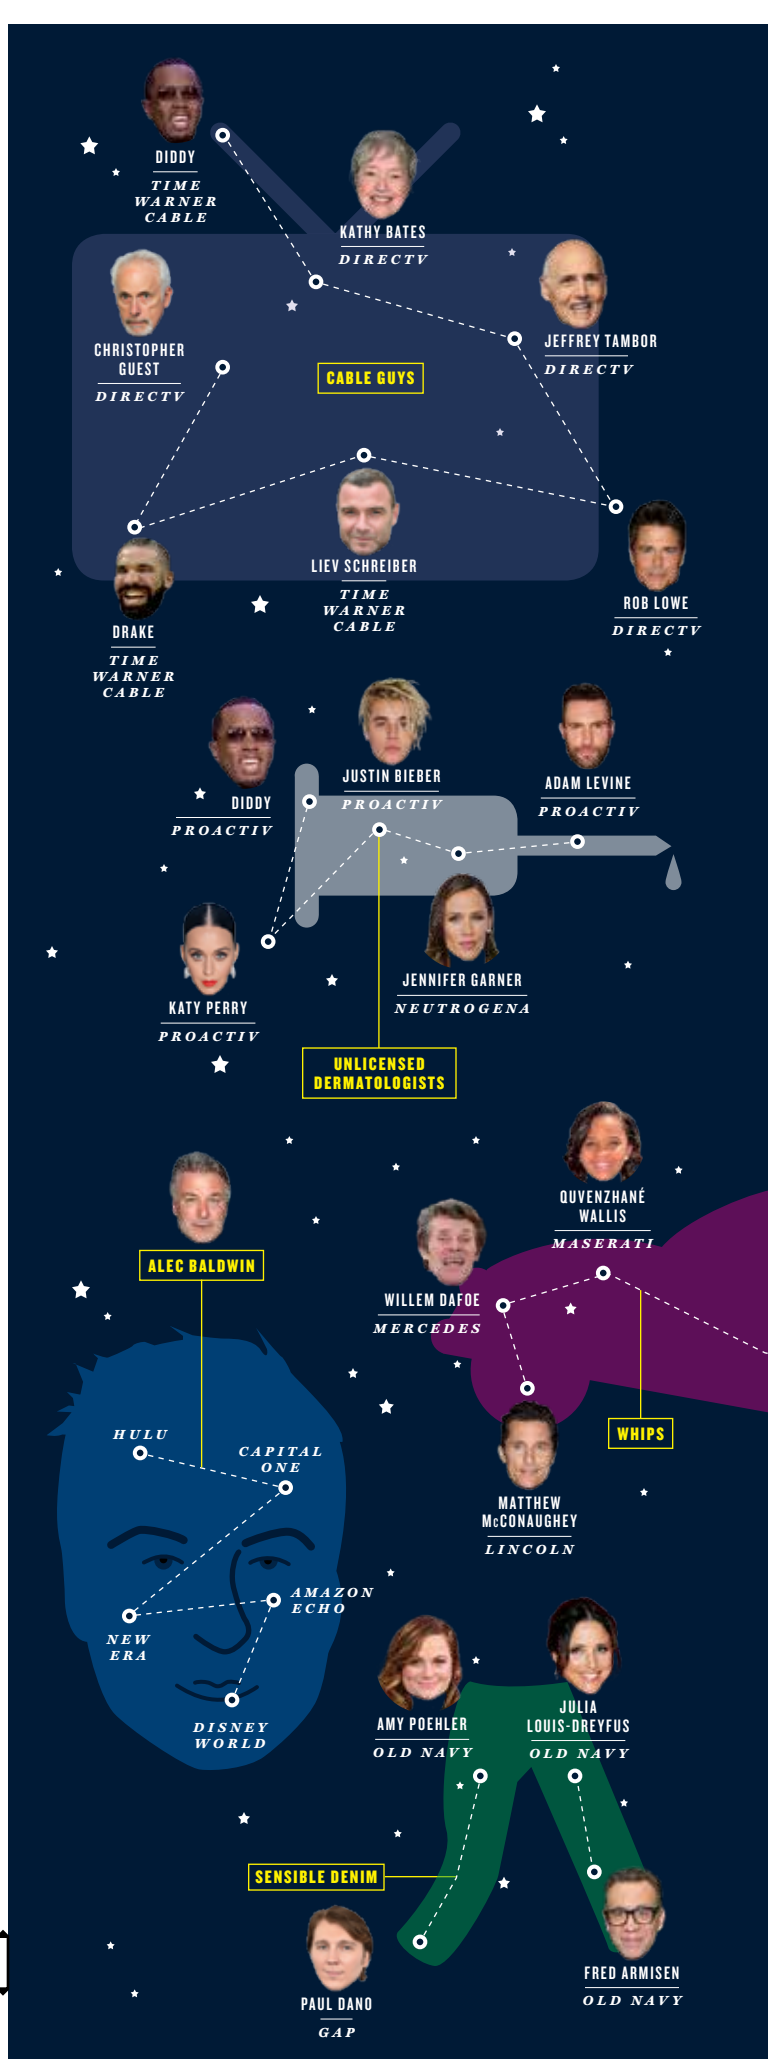 DIDDY
TIME
WARNER
CABLE
KATHY BATES
DIRECTV
CHRISTOPHER
GUEST
DIRECTV
JEFFREY TAMBOR
DIRECTV
CABLE GUYS
LIEV SCHREIBER
TIME
WARNER
CABLE
ROB LOWE
DIRECTV
DRAKE
TIME
WARNER
CABLE
DIDDY
PROACTIV
JUSTIN BIEBER
PROACTIV
ADAM LEVINE
PROACTIV
KATY PERRY
PROACTIV
JENNIFER GARNER
NEUTROGENA
UNLICENSED
DERMATOLOGISTS
QUVENZHANÉ
WALLIS
MASERATI
ALEC BALDWIN
WILLEM DAFOE
MERCEDES
WHIPS
MATTHEW
McCONAUGHEY
LINCOLN
HULU
CAPITAL
ONE
AMAZON
ECHO
NEW
ERA
DISNEY
WORLD
AMY POEHLER
OLD NAVY
JULIA
LOUIS-DREYFUS
OLD NAVY
SENSIBLE DENIM
PAUL DANO
GAP
FRED ARMISEN
OLD NAVY